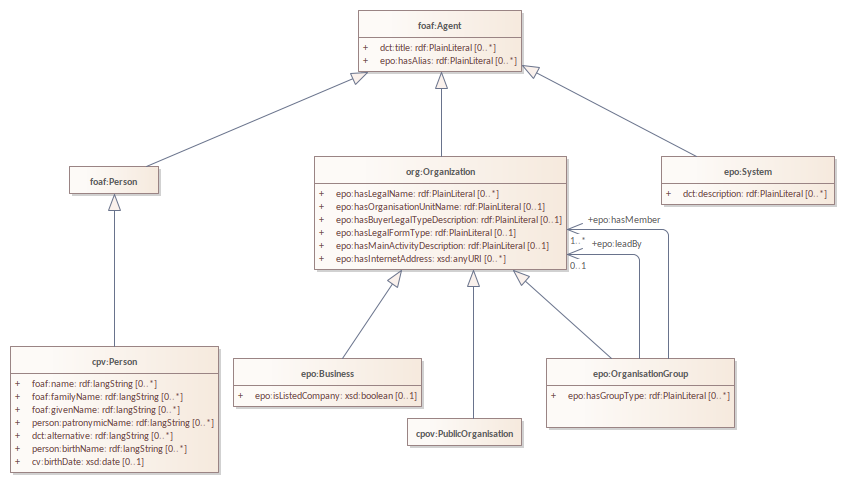 foaf:Agent
+ dct:title: rdf:PlainLiteral [0..*]
+ epo:hasAlias: rdf:PlainLiteral [0..*]
foaf:Person
org:Organization
+ epo:hasLegalName: rdf:PlainLiteral [0..*]
+ epo:hasOrganisationUnitName: rdf:PlainLiteral [0..1]
+ epo:hasBuyerLegalTypeDescription: rdf:PlainLiteral [0..1]
+ epo:hasLegalFormType: rdf:PlainLiteral [0..1]
+ epo:hasMainActivityDescription: rdf:PlainLiteral [0..1]
+ epo:hasInternetAddress: xsd:anyURI [0..*]
epo:System
+ dct:description: rdf:PlainLiteral [0..*]
+epo:hasMember
1..*
+epo:leadBy
0..1
cpv:Person
+ foaf:name: rdf:langString [0..*]
+ foaf:familyName: rdf:langString [0..*]
+ foaf:givenName: rdf:langString [0..*]
+ person:patronymicName: rdf:langString [0..*]
+ dct:alternative: rdf:langString [0..*]
+ person:birthName: rdf:langString [0..*]
+ cv:birthDate: xsd:date [0..1]
epo:Business
+ epo:isListedCompany: xsd:boolean [0..1]
cpov:PublicOrganisation
epo:OrganisationGroup
+ epo:hasGroupType: rdf:PlainLiteral [0..*]